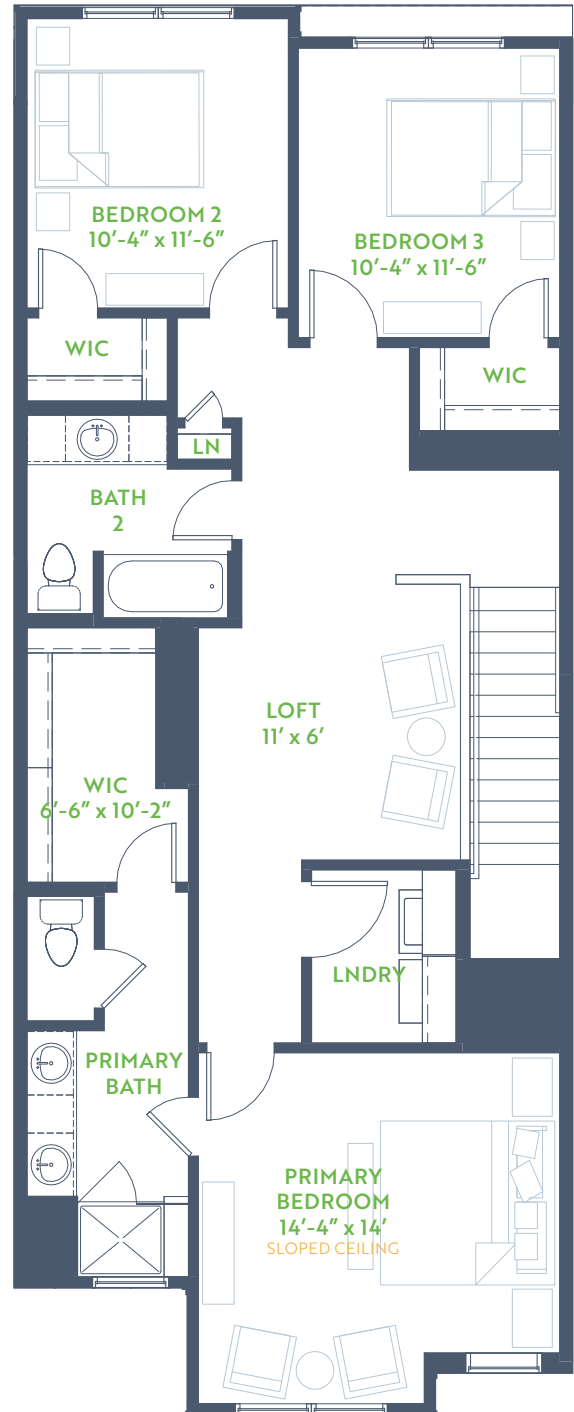 BEDROOM 2
10′-4″ x 11′-6″
BEDROOM 3
10′-4″ x 11′-6″
WIC
WIC
LN
BATH
2
LOFT
11′ x 6′
WIC
6′-6″ x 10′-2″
LNDRY
PRIMARY
BATH
PRIMARY
BEDROOM
14′-4″ x 14′
SLOPED CEILING